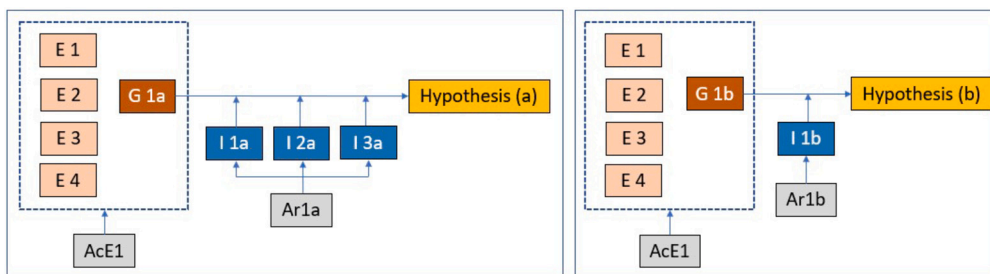 E 1
E 2
G 1a
Hypothesis (a)
E 3
I 1a
I 2a
I 3a
E 4
Ar1a
AcE1
E 1
E 2
G 1b
Hypothesis (b)
E 3
I 1b
E 4
Ar1b
AcE1